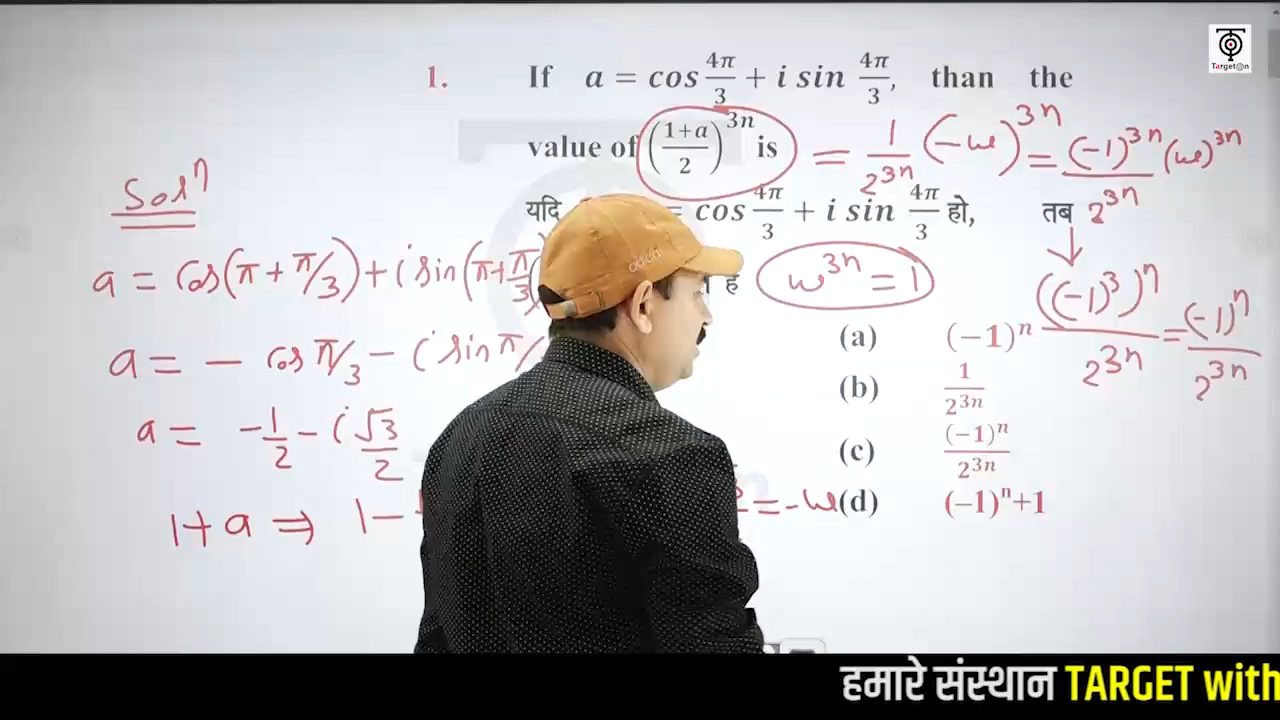 Target@n
1. If a = cos 4π/3 + i sin 4π/3, than the
value of ((1+a)/2)^3n is = 1/2^3n (-ω)^3n = (-1)^3n/2^3n (ω)^3n
Solⁿ
यदि = cos 4π/3 + i sin 4π/3 हो, तब
a = cos(π + π/3) + i sin(π + π/3)
ω^3n = 1
((-1)^3)^n/2^3n = (-1)^n/2^3n
a = - cos π/3 - i sin π/
(a) (-1)^n
(b) 1/2^3n
a = -1/2 - i √3/2
(c) (-1)^n/2^3n
1+a ⇒ 1-
= -ω
(d) (-1)^n+1
हमारे संस्थान TARGET with